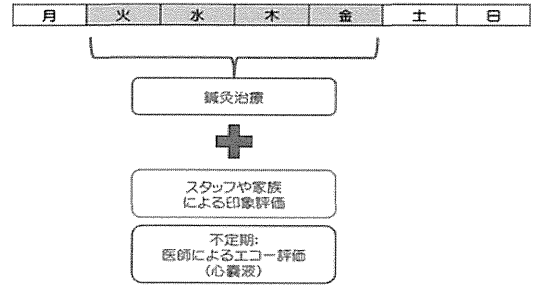 月 火 水 木 金 土 日
鍼灸治療
スタッフや家族
による印象評価
不定期:
医師によるエコー評価
(心嚢液)